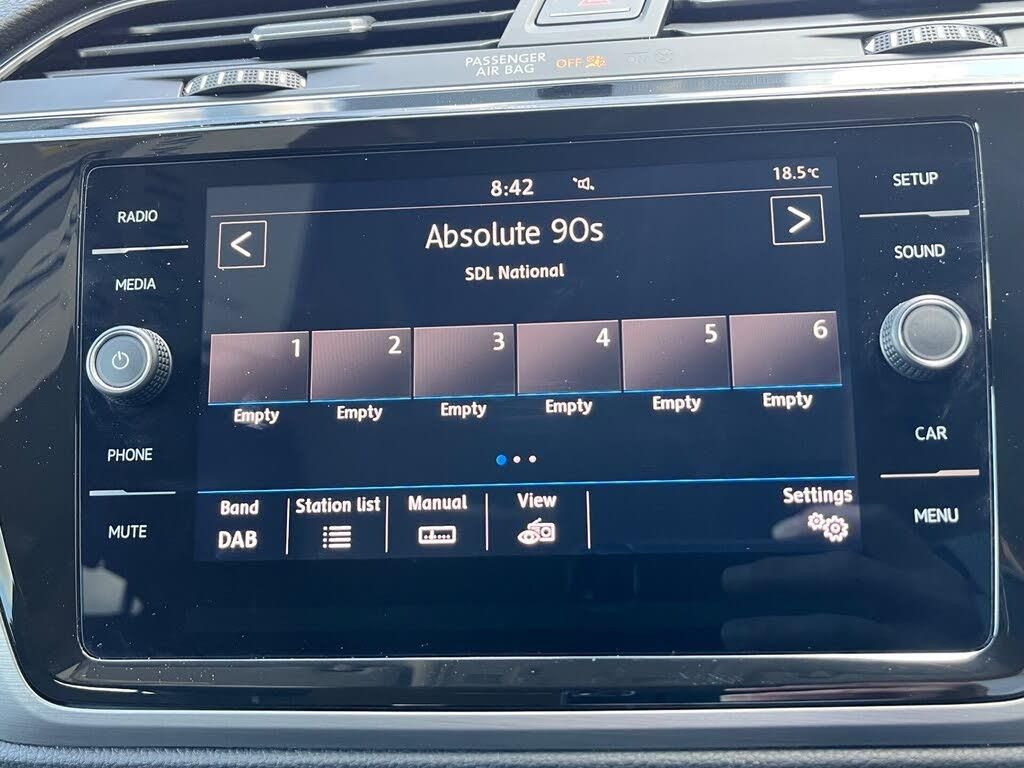 PASSENGER
AIR BAG
OFF
8:42
18.5°C
RADIO
MEDIA
PHONE
MUTE
<
Absolute 90s
>
SDL National
1 2 3 4 5 6
Empty Empty Empty Empty Empty Empty
Band Station list Manual View Settings
DAB
SETUP
SOUND
CAR
MENU